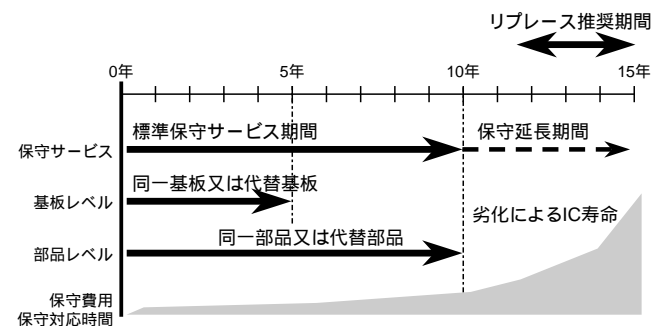 リプレース推奨期間
0年
5年
10年
15年
保守サービス
標準保守サービス期間
保守延長期間
基板レベル
同一基板又は代替基板
劣化によるIC寿命
部品レベル
同一部品又は代替部品
保守費用
保守対応時間